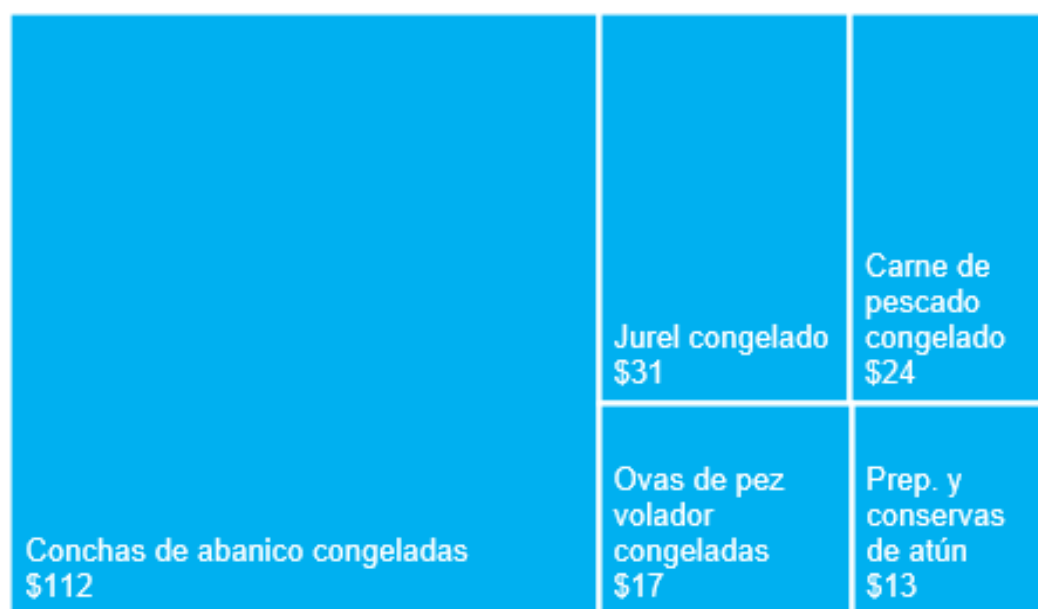 Conchas de abanico congeladas
$112
Jurel congelado
$31
Carne de
pescado
congelado
$24
Ovas de pez
volador
congeladas
$17
Prep. y
conservas
de atún
$13